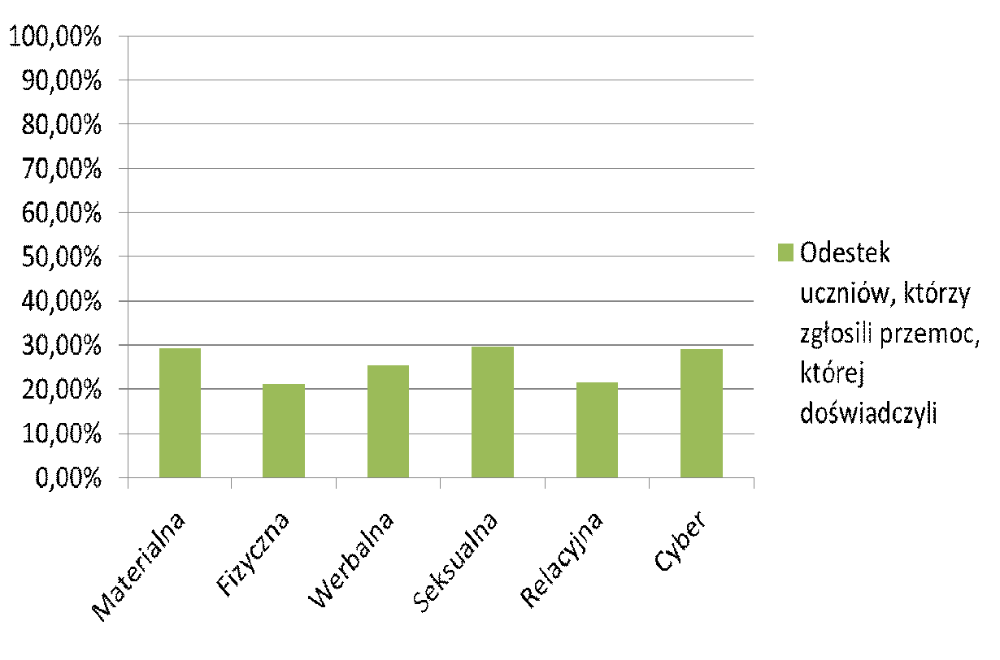 100,00%
90,00%
80,00%
70,00%
60,00%
50,00%
40,00%
30,00%
20,00%
10,00%
0,00%
Materialna
Fizyczna
Werbalna
Seksualna
Relacyjna
Cyber
Odestek
uczniów, którzy
zgłosili przemoc,
której
doświadczyli